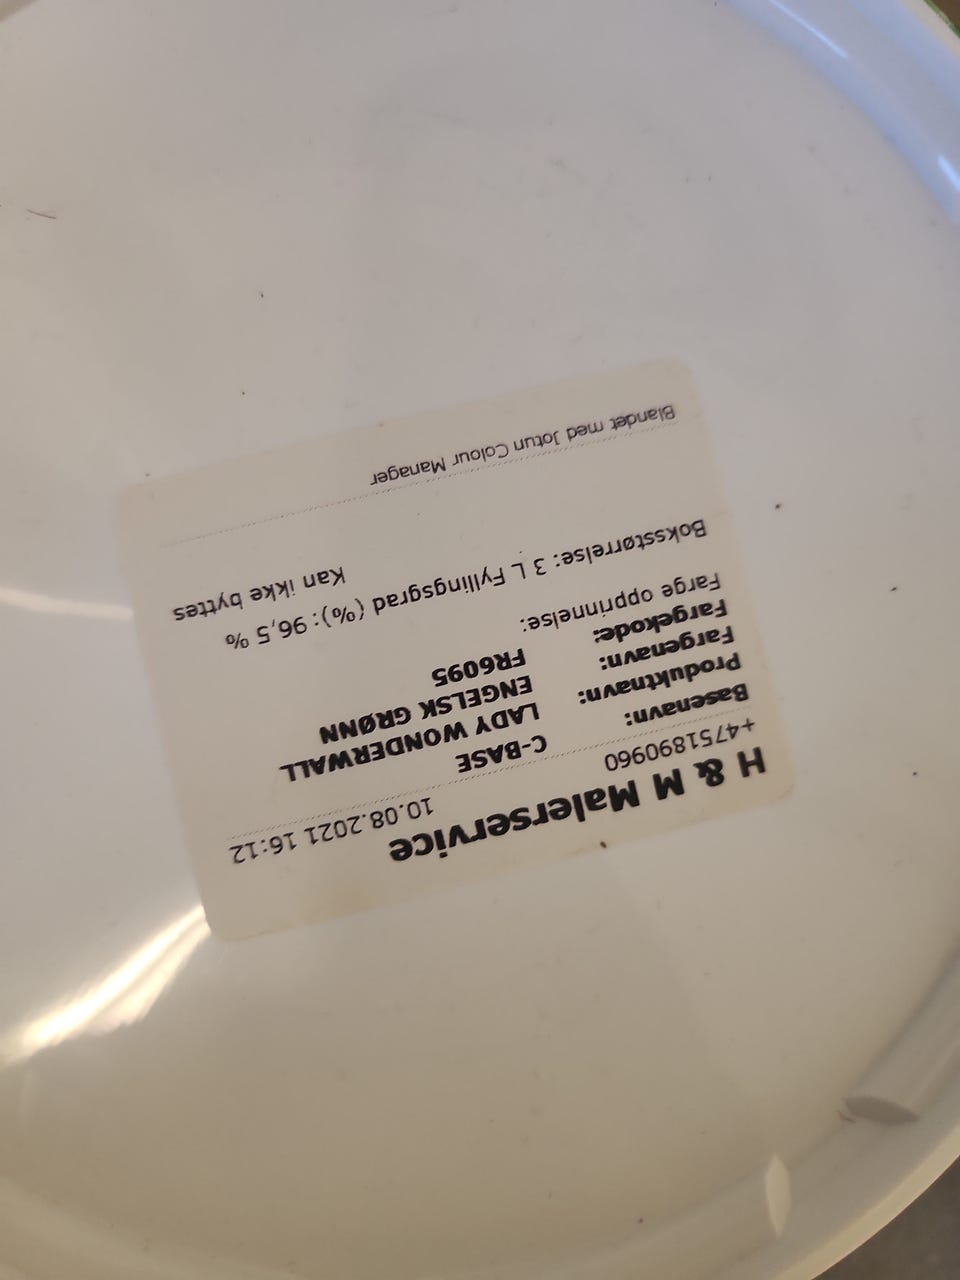 H & M Malerservice
+4751890960 10.08.2021 16:12
Basenavn: C-BASE
Produktnavn: LADY WONDERWALL
Fargenavn: ENGELSK GRØNN
Fargekode: FR6095
Farge opprinnelse:
Boksstørrelse: 3 L Fyllingsgrad (%): 96,5 %
Kan ikke byttes
Blandet med Jotun Colour Manager